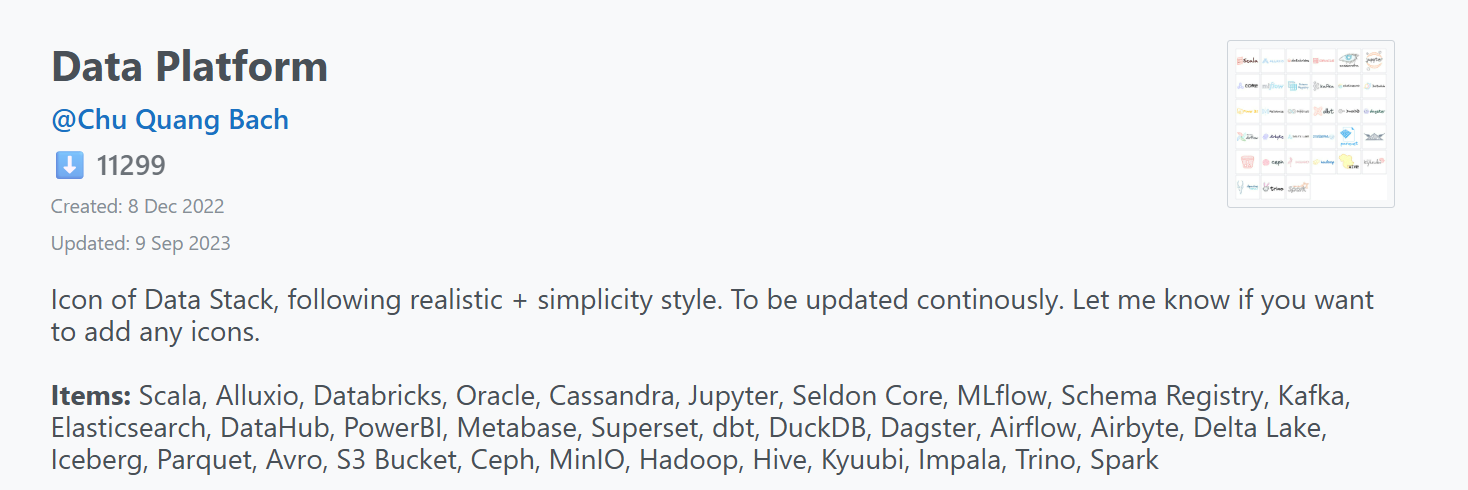 Data Platform
@Chu Quang Bach
11299
Created: 8 Dec 2022
Updated: 9 Sep 2023
Icon of Data Stack, following realistic + simplicity style. To be updated continously. Let me know if you want
to add any icons.
Items: Scala, Alluxio, Databricks, Oracle, Cassandra, Jupyter, Seldon Core, MLflow, Schema Registry, Kafka,
Elasticsearch, DataHub, PowerBI, Metabase, Superset, dbt, DuckDB, Dagster, Airflow, Airbyte, Delta Lake,
Iceberg, Parquet, Avro, S3 Bucket, Ceph, MinIO, Hadoop, Hive, Kyuubi, Impala, Trino, Spark